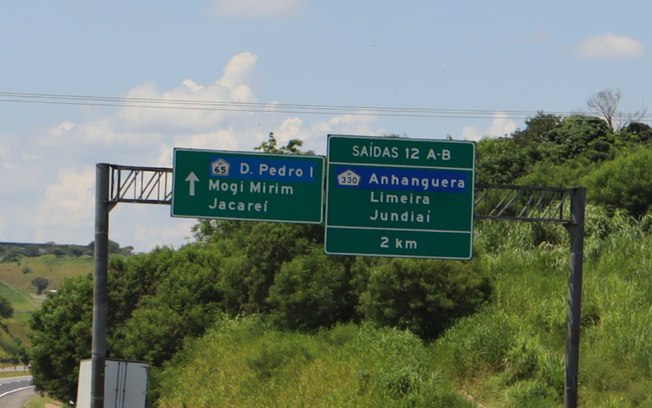 65 D. Pedro I
Mogi Mirim
Jacareí
SAÍDAS 12 A-B
330 Anhanguera
Limeira
Jundiaí
2 km